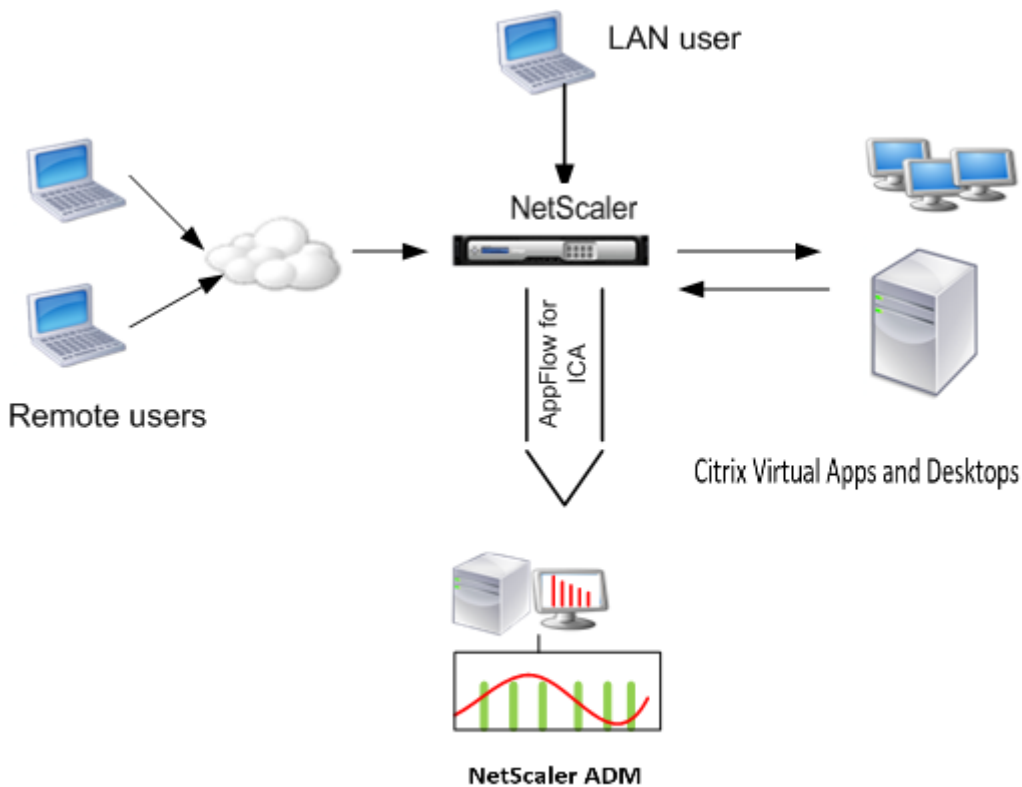 LAN user
NetScaler
AppFlow for
ICA
Remote users
Citrix Virtual Apps and Desktops
NetScaler ADM